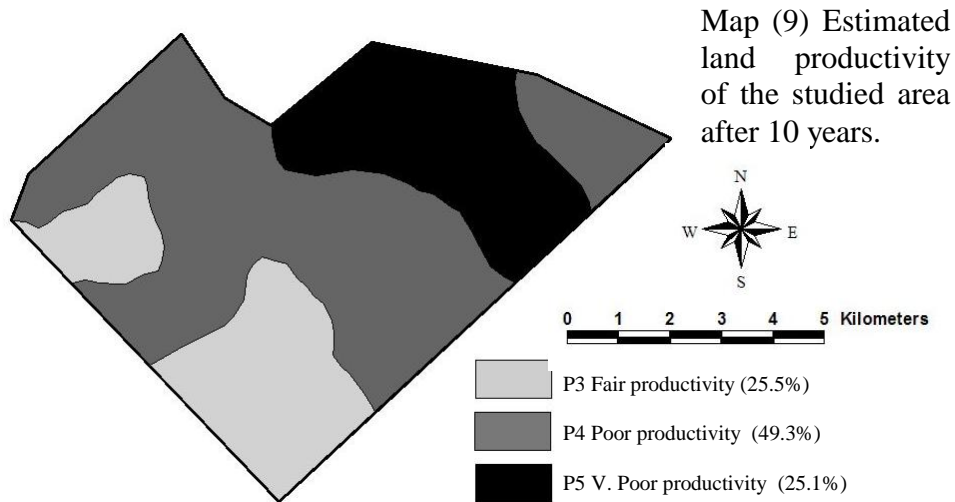 Map (9) Estimated
land productivity
of the studied area
after 10 years.
N
W E
S
0 1 2 3 4 5 Kilometers
P3 Fair productivity (25.5%)
P4 Poor productivity (49.3%)
P5 V. Poor productivity (25.1%)